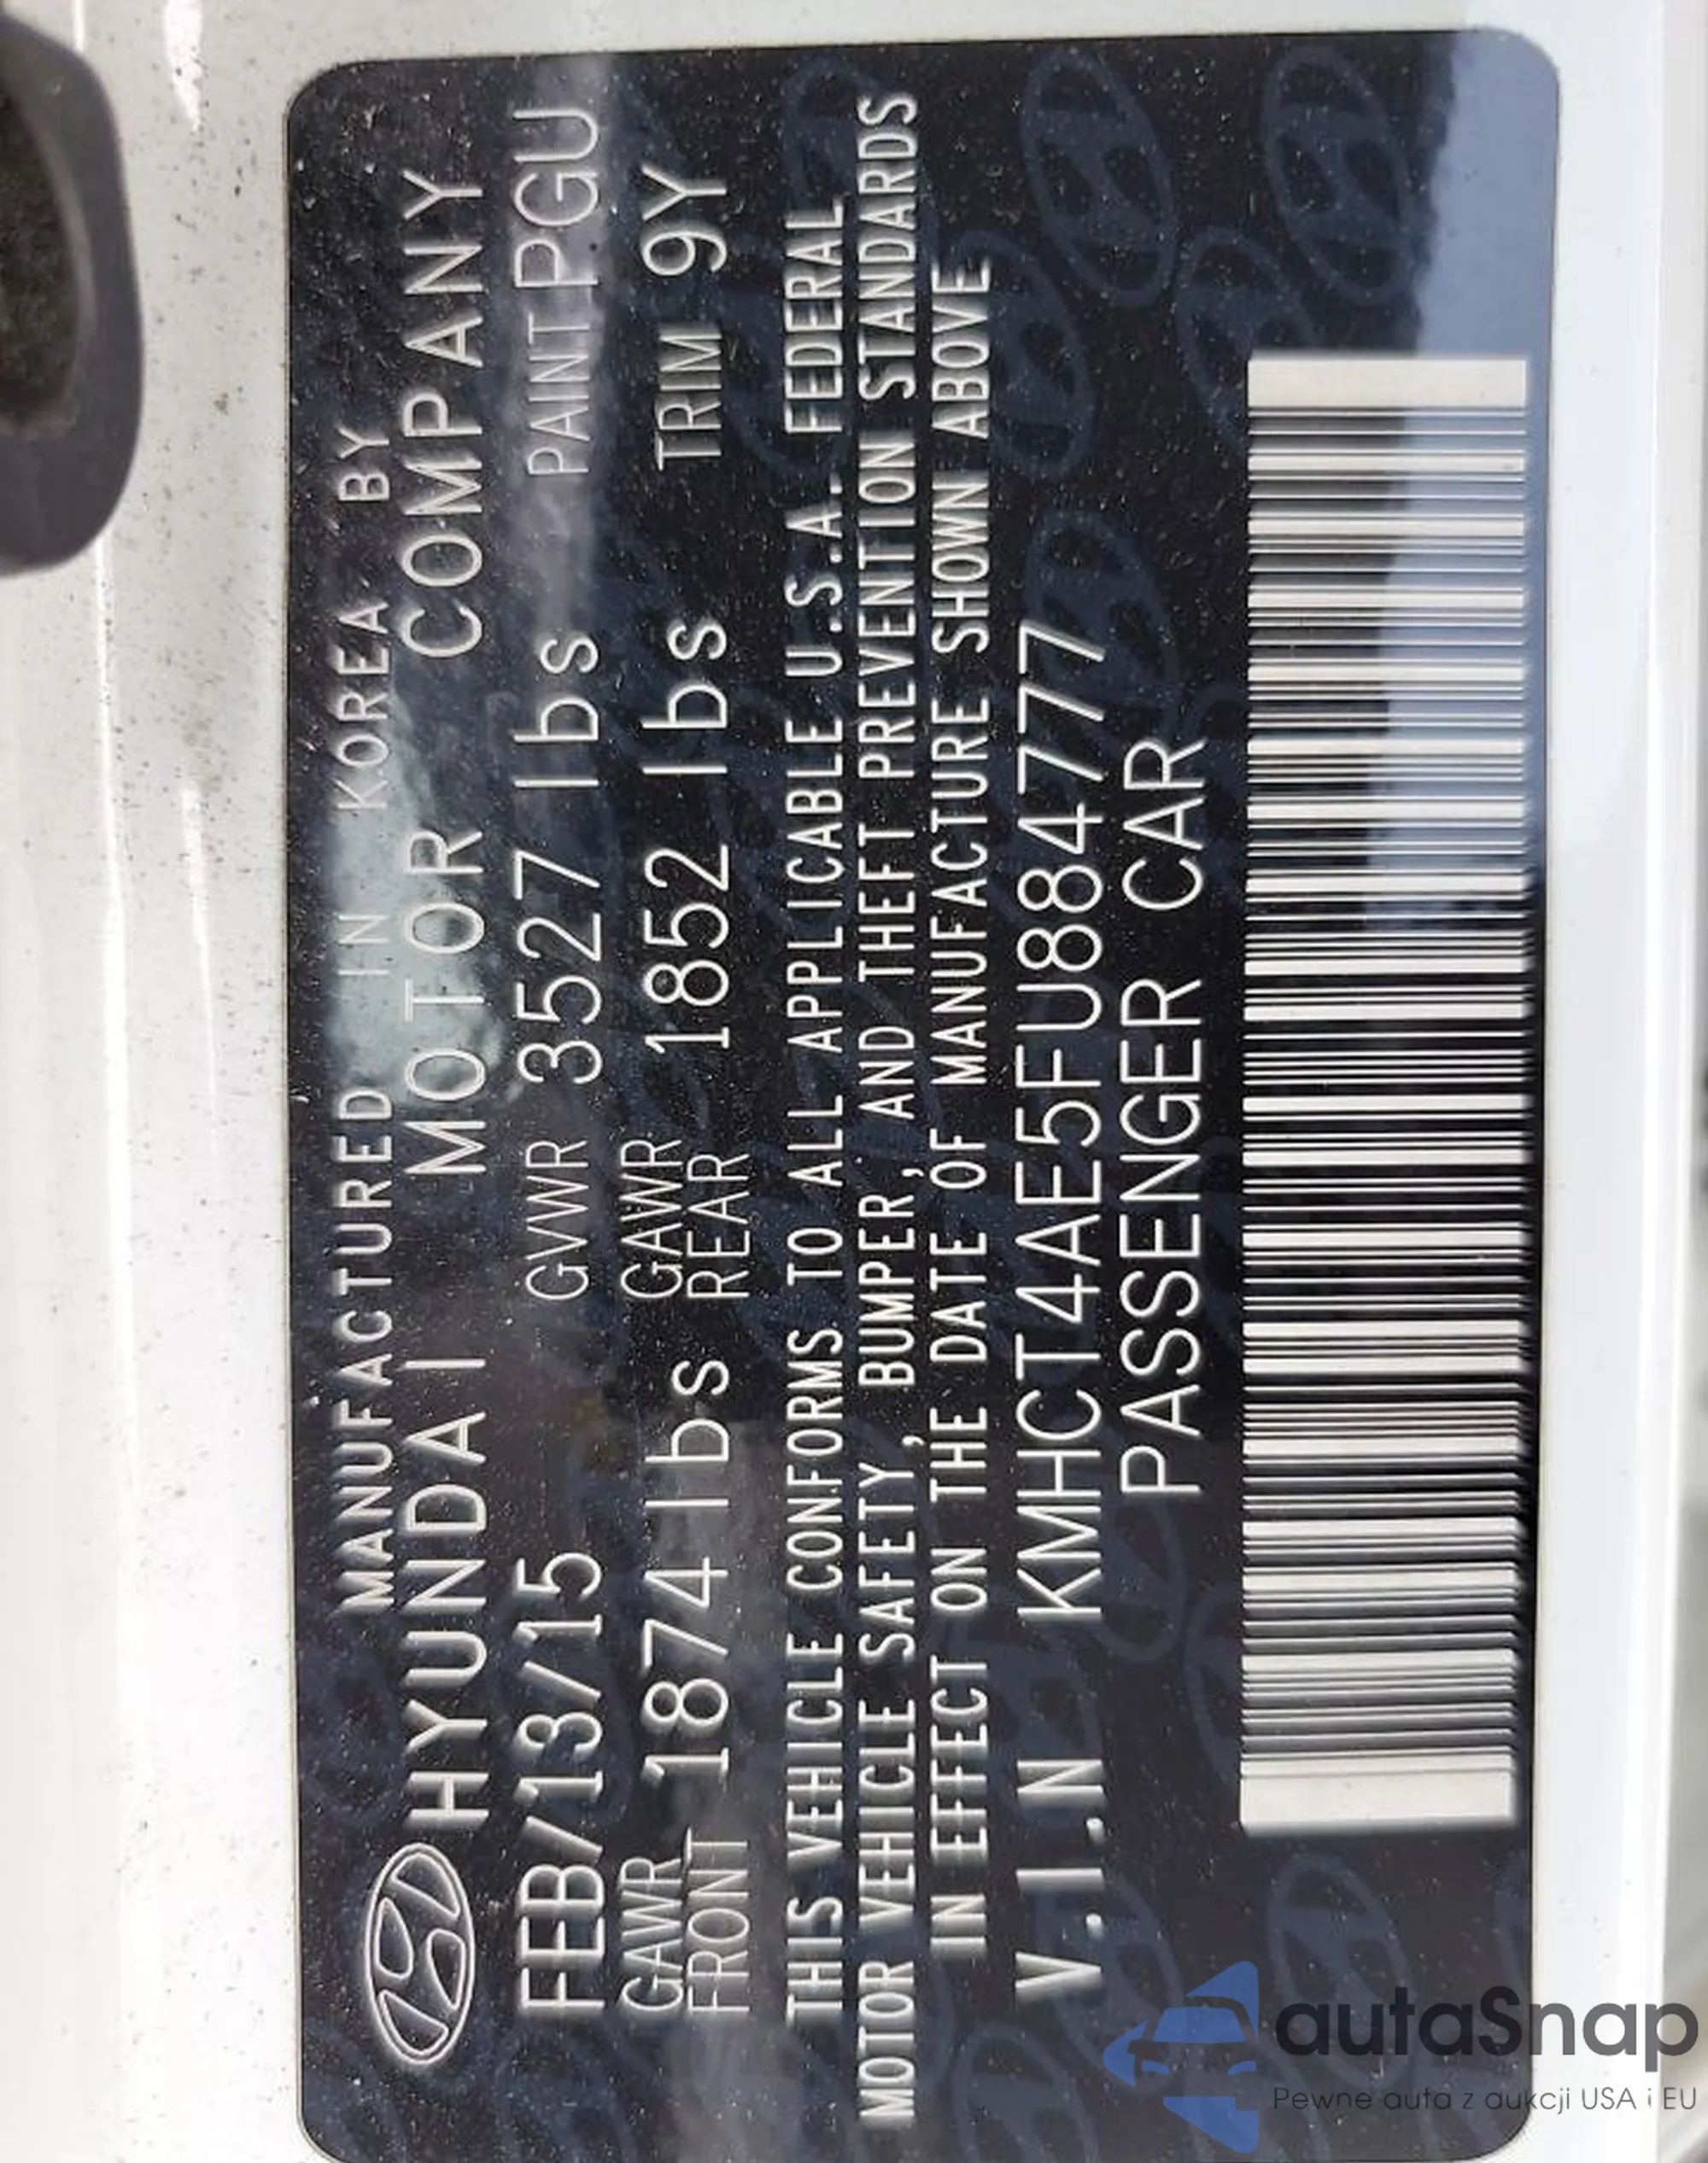 MANUFACTURED IN KOREA BY
HYUNDAI MOTOR COMPANY
FEB/13/15 GVWR 3527 lbs PAINT PGU
GAWR FRONT 1874 lbs GAWR REAR 1852 lbs TRIM 9Y
THIS VEHICLE CONFORMS TO ALL APPLICABLE U.S.A. FEDERAL
MOTOR VEHICLE SAFETY, BUMPER, AND THEFT PREVENTION STANDARDS
IN EFFECT ON THE DATE OF MANUFACTURE SHOWN ABOVE
V.I.N KMHCT4AE5FU884777
PASSENGER CAR
autaSnap
Pewne auta z aukcji USA i EU